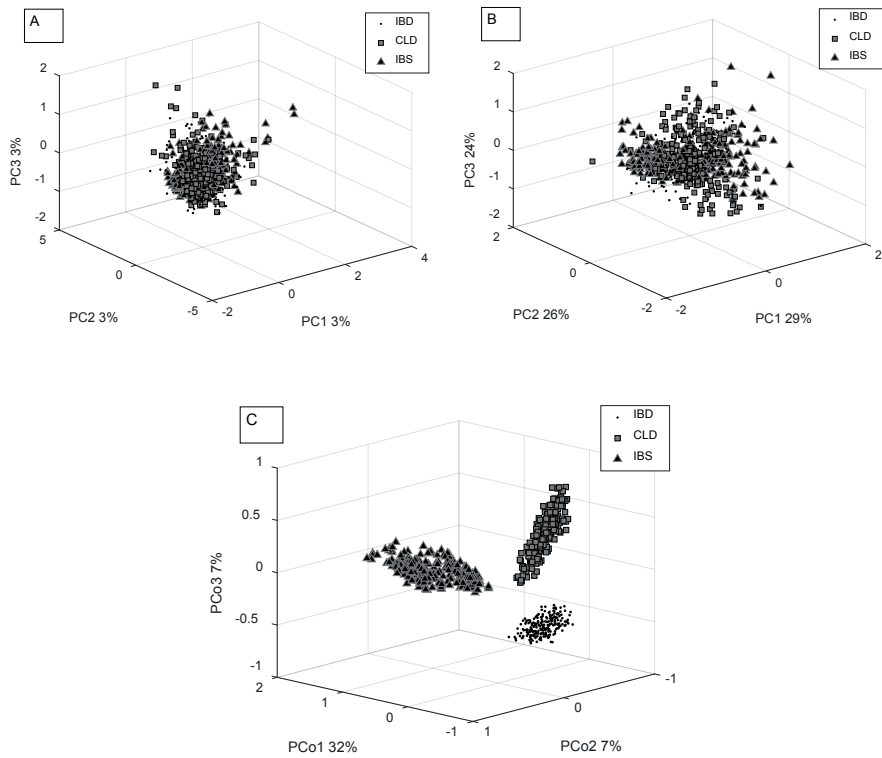 A
IBD
CLD
IBS
2
1
0
-1
-2
PC3 3%
5
0
-5
PC2 3%
-2
0
2
4
PC1 3%
B
IBD
CLD
IBS
2
1
0
-1
-2
PC3 24%
2
0
-2
PC2 26%
-2
0
2
PC1 29%
C
IBD
CLD
IBS
1
0.5
0
-0.5
-1
PCo3 7%
2
1
0
-1
PCo1 32%
1
0
-1
PCo2 7%